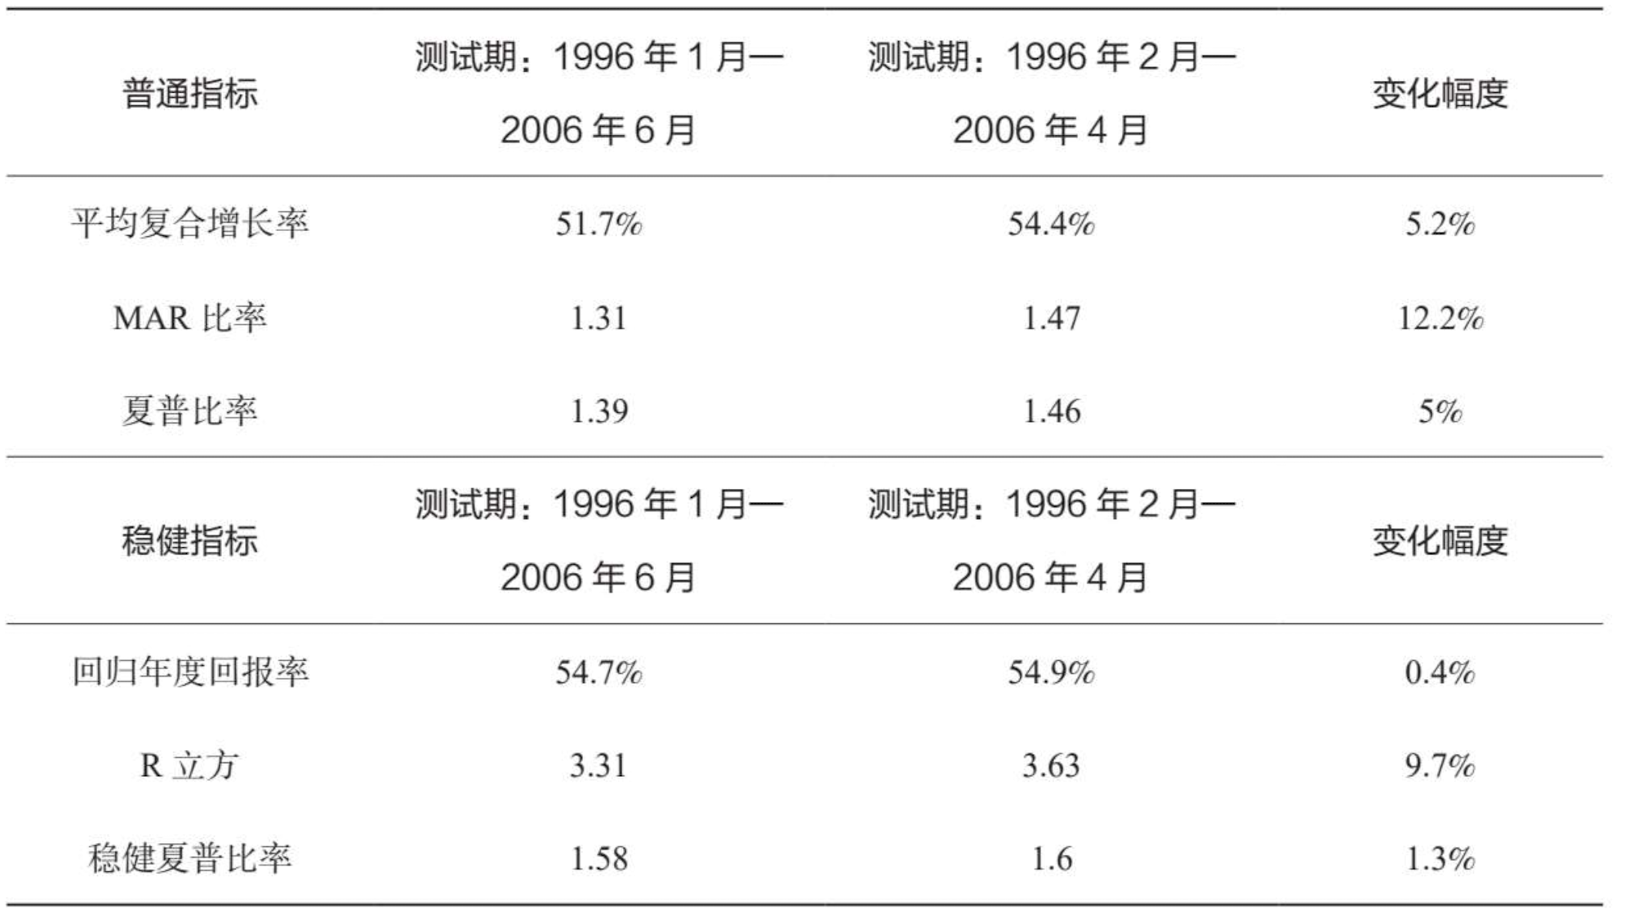 普通指标 测试期：1996 年 1 月—2006 年 6 月 测试期：1996 年 2 月—2006 年 4 月 变化幅度
平均复合增长率 51.7% 54.4% 5.2%
MAR 比率 1.31 1.47 12.2%
夏普比率 1.39 1.46 5%
稳健指标 测试期：1996 年 1 月—2006 年 6 月 测试期：1996 年 2 月—2006 年 4 月 变化幅度
回归年度回报率 54.7% 54.9% 0.4%
R 立方 3.31 3.63 9.7%
稳健夏普比率 1.58 1.6 1.3%